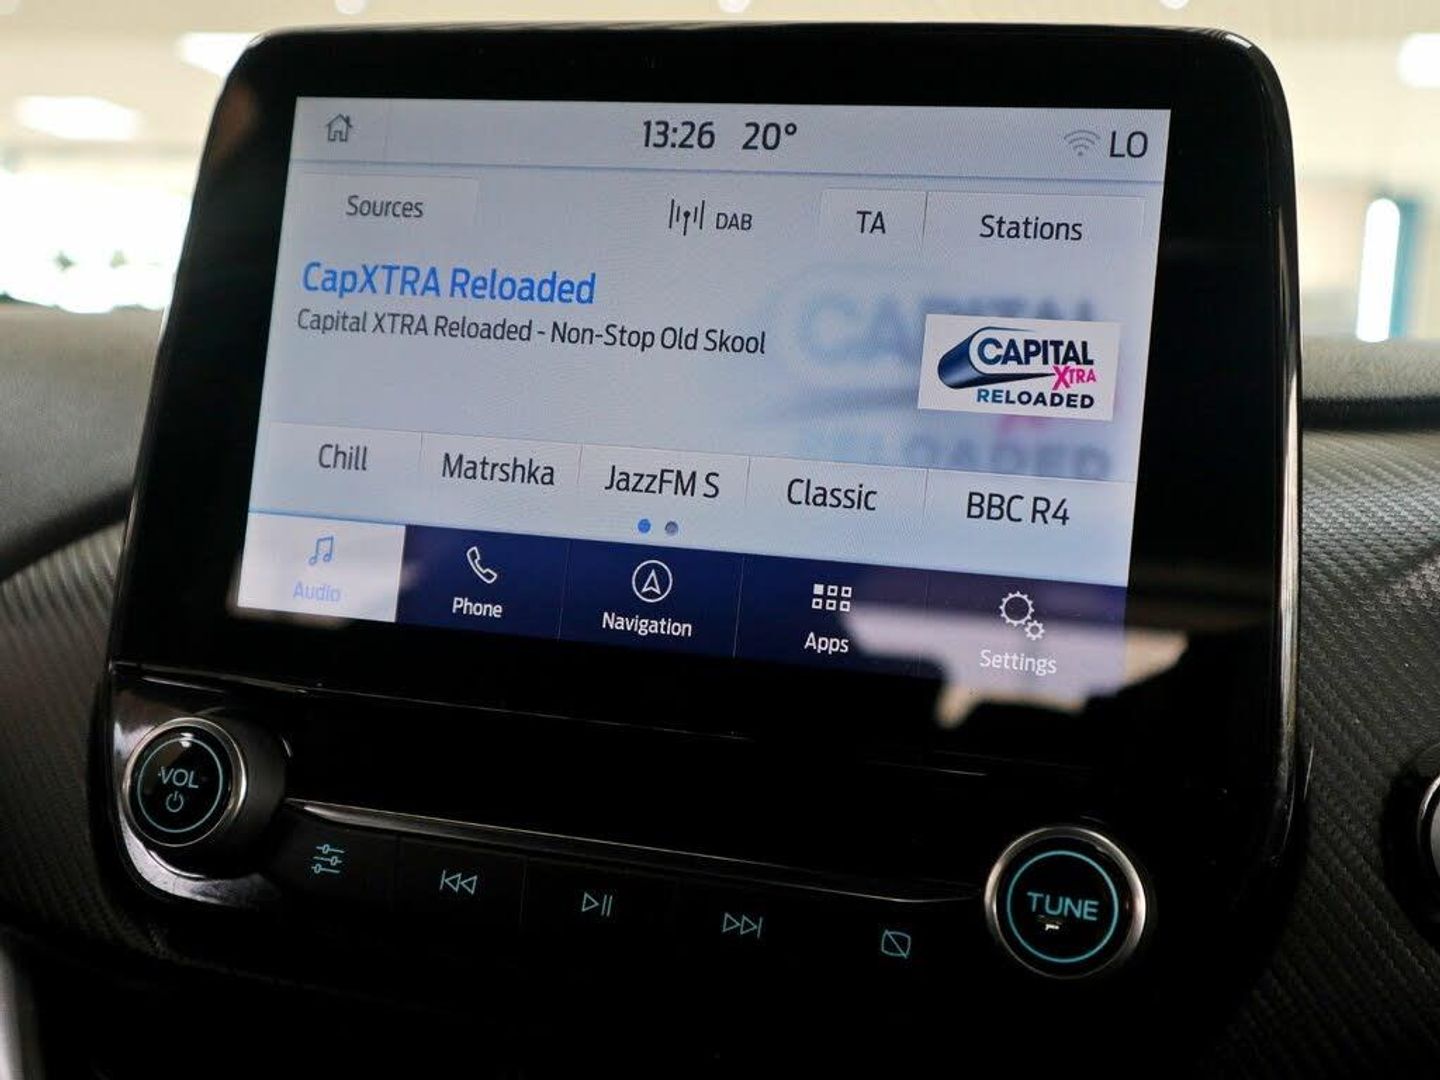 13:26 20° LO
Sources DAB TA Stations
CapXTRA Reloaded
Capital XTRA Reloaded - Non-Stop Old Skool
CAPITAL
XTRA
RELOADED
Chill Matrshka JazzFM S Classic BBC R4
Audio Phone Navigation Apps Settings
VOL
TUNE